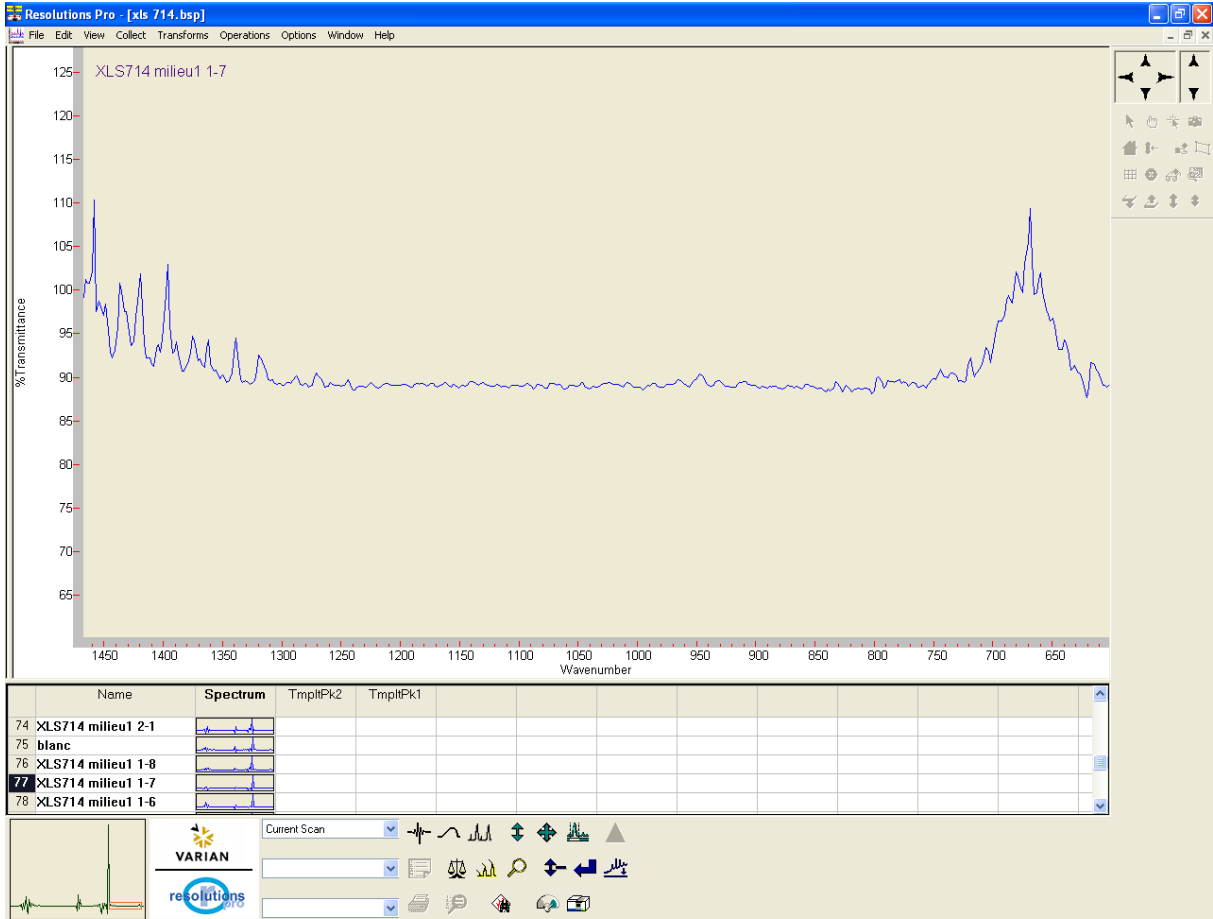 Resolutions Pro - [xls 714.bsp]
File Edit View Collect Transforms Operations Options Window Help
XLS714 milieu1 1-7
125
120
115
110
105
100
95
90
85
80
75
70
65
%Transmittance
1450 1400 1350 1300 1250 1200 1150 1100 1050 1000 950 900 850 800 750 700 650
Wavenumber
Name Spectrum TmpltPk2 TmpltPk1
74 XLS714 milieu1 2-1
75 blanc
76 XLS714 milieu1 1-8
77 XLS714 milieu1 1-7
78 XLS714 milieu1 1-6
Current Scan
VARIAN
resolutions
pro